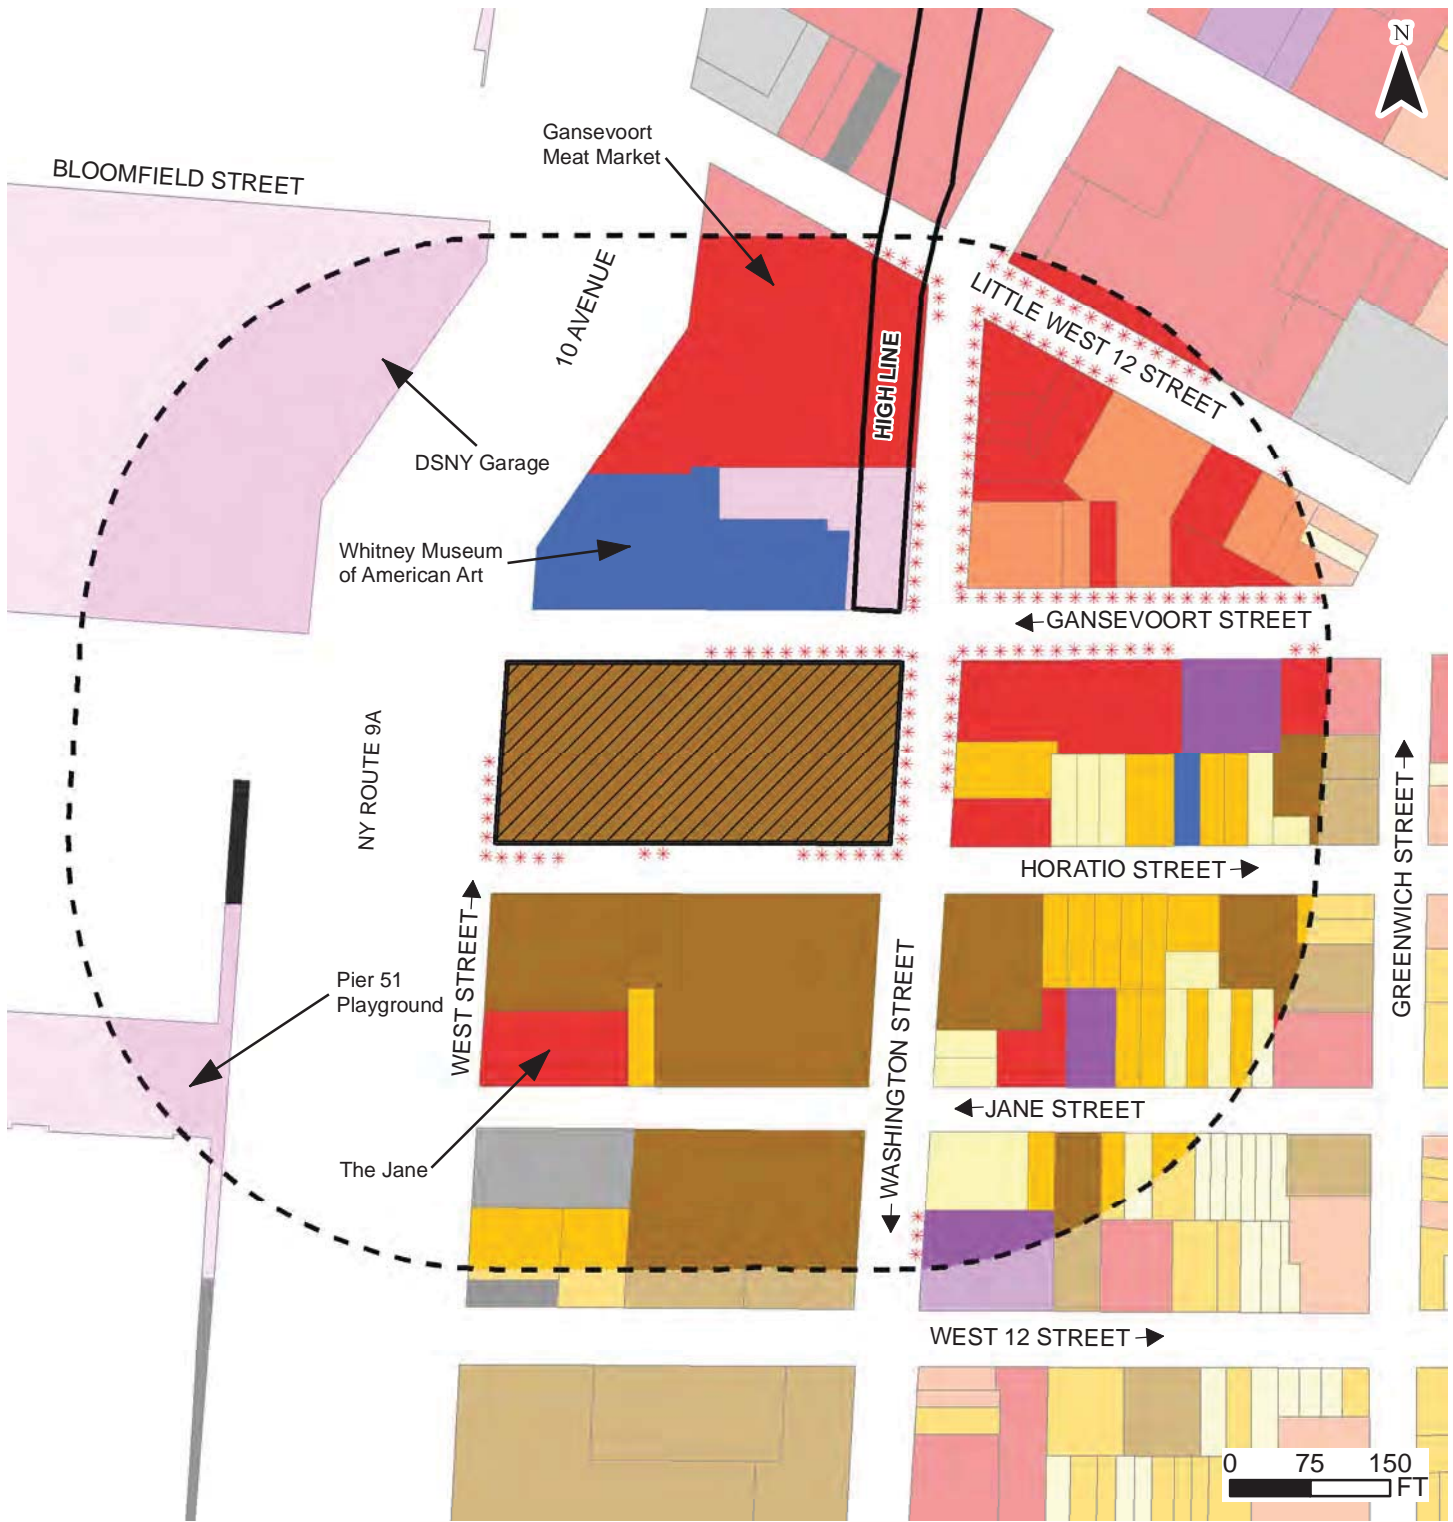 N
Gansevoort
Meat Market
BLOOMFIELD STREET
10 AVENUE
LITTLE WEST 12 STREET
HIGH LINE
DSNY Garage
Whitney Museum
of American Art
GANSEVOORT STREET
NY ROUTE 9A
HORATIO STREET
GREENWICH STREET
WEST STREET
WASHINGTON STREET
Pier 51
Playground
JANE STREET
The Jane
WEST 12 STREET
0 75 150
FT